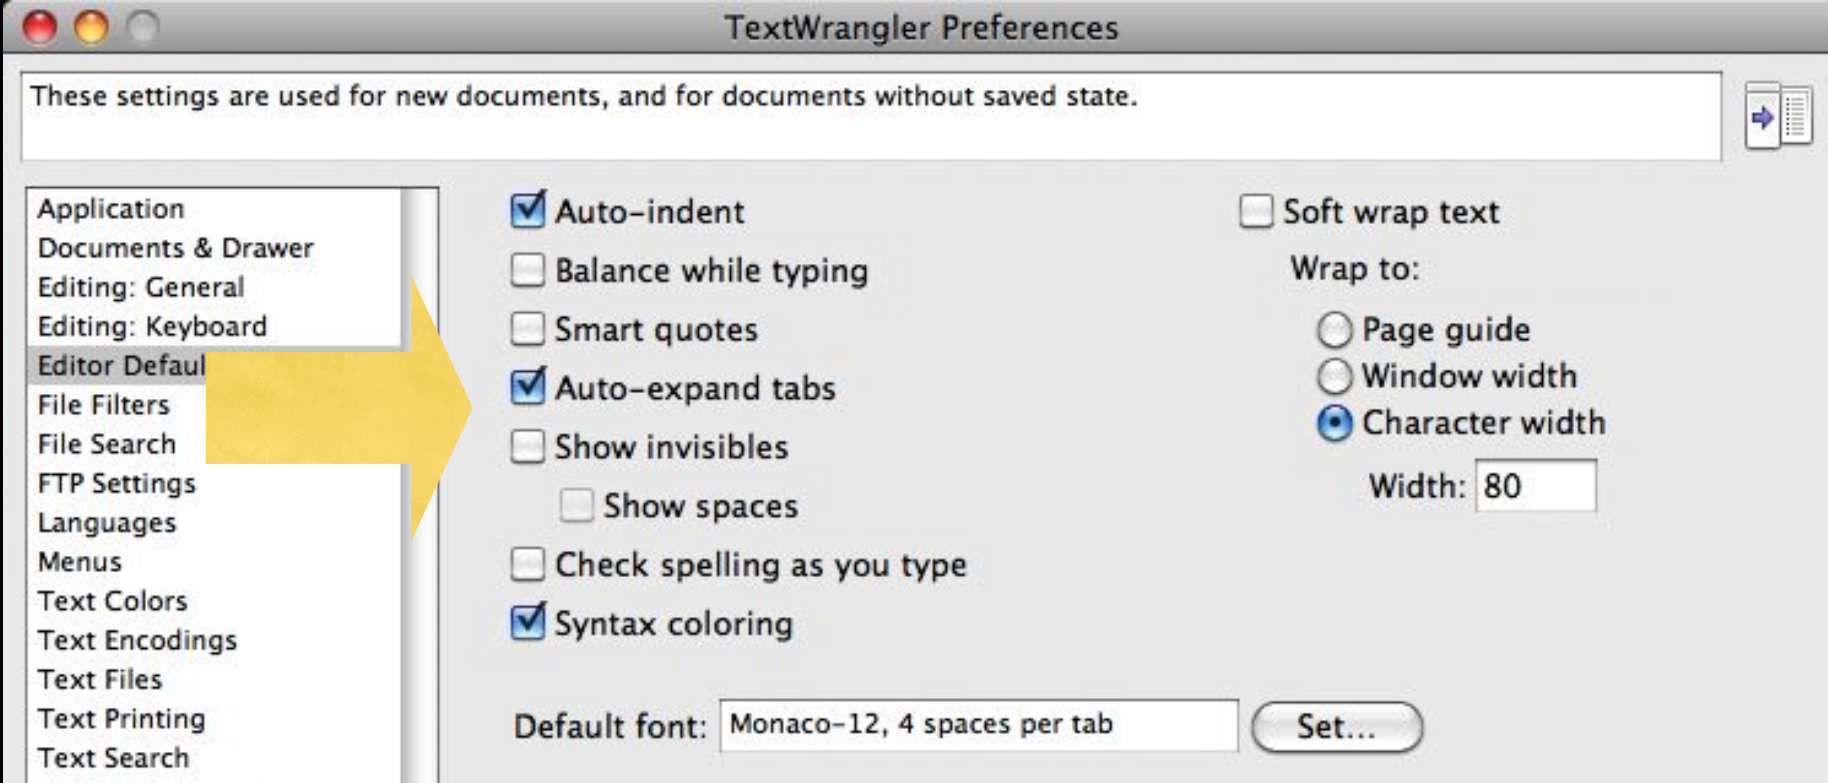 TextWrangler Preferences
These settings are used for new documents, and for documents without saved state.
Application
Documents & Drawer
Editing: General
Editing: Keyboard
Editor Defau
File Filters
File Search
FTP Settings
Languages
Menus
Text Colors
Text Encodings
Text Files
Text Printing
Text Search
Auto-indent
Balance while typing
Smart quotes
Auto-expand tabs
Show invisibles
Show spaces
Check spelling as you type
Syntax coloring
Soft wrap text
Wrap to:
Page guide
Window width
Character width
Width: 80
Default font: Monaco-12, 4 spaces per tab Set...